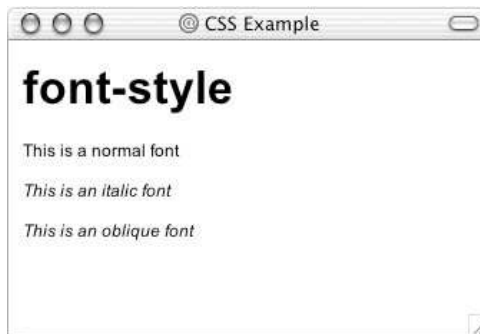 @ CSS Example
font-style
This is a normal font
This is an italic font
This is an oblique font